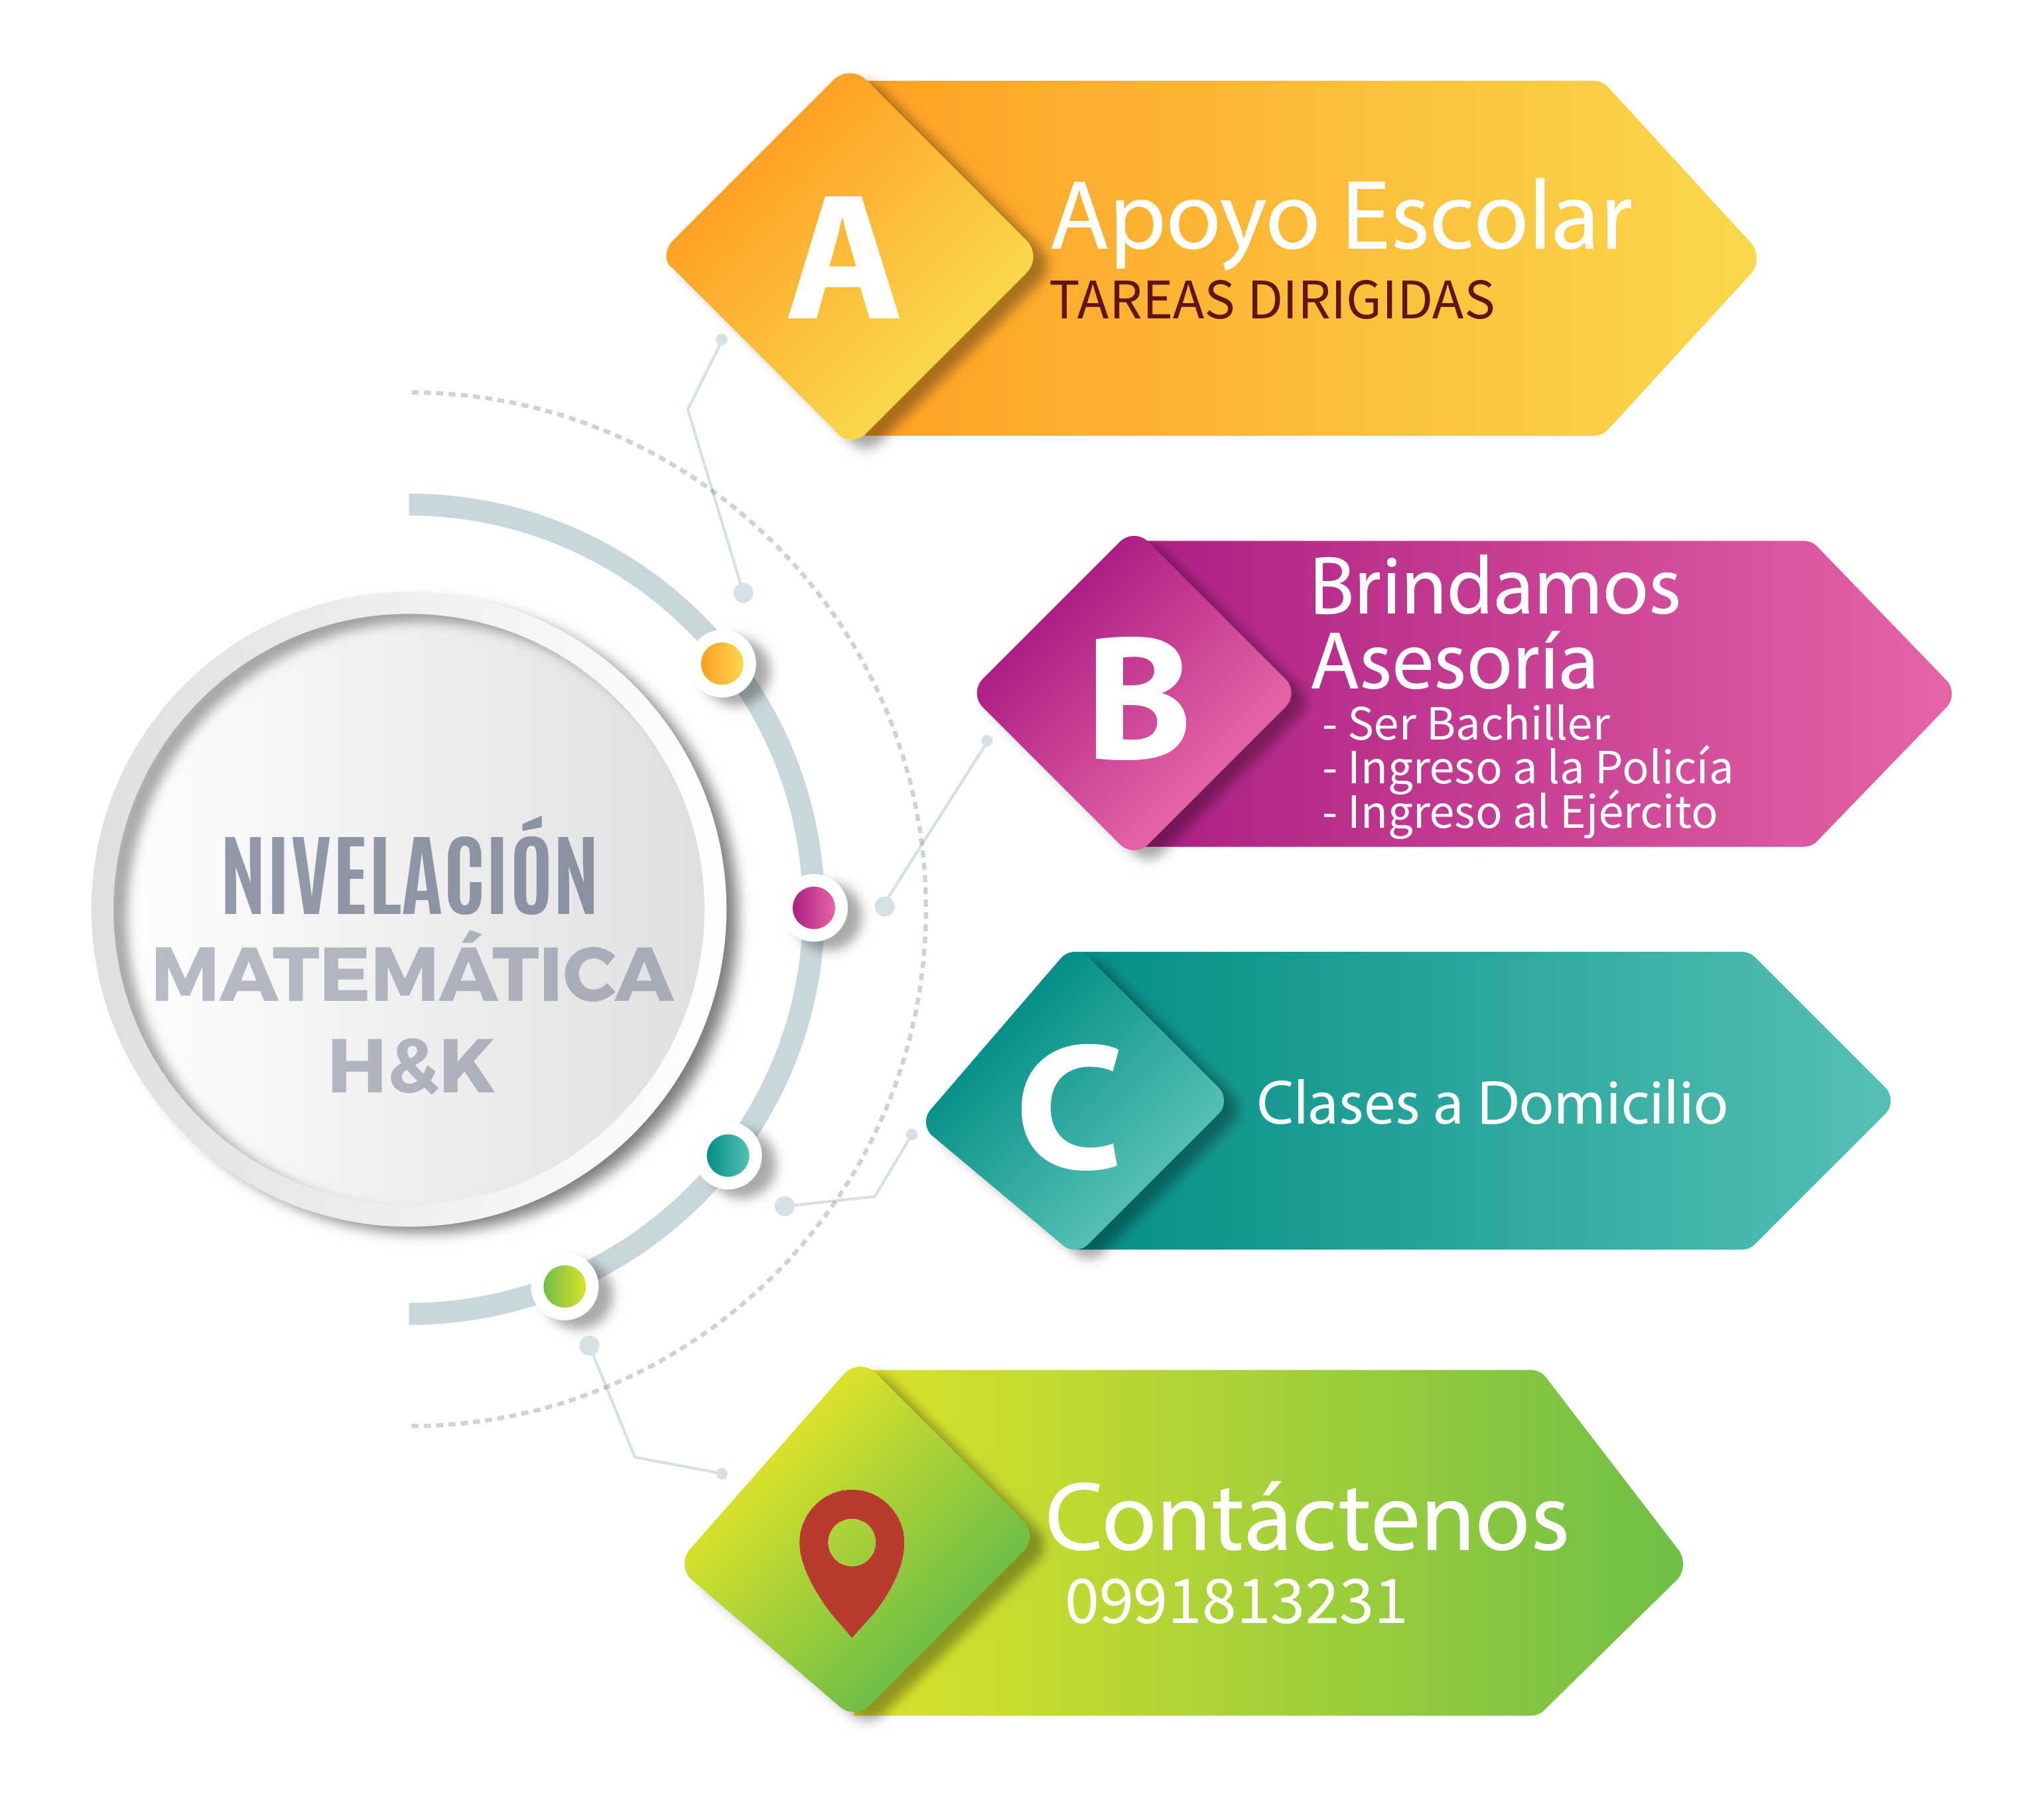 A
Apoyo Escolar
TAREAS DIRIGIDAS
B
Brindamos
Asesoría
- Ser Bachiller
- Ingreso a la Policía
- Ingreso al Ejército
NIVELACIÓN
MATEMÁTICA
H&K
C
Clases a Domicilio
Contáctenos
0991813231